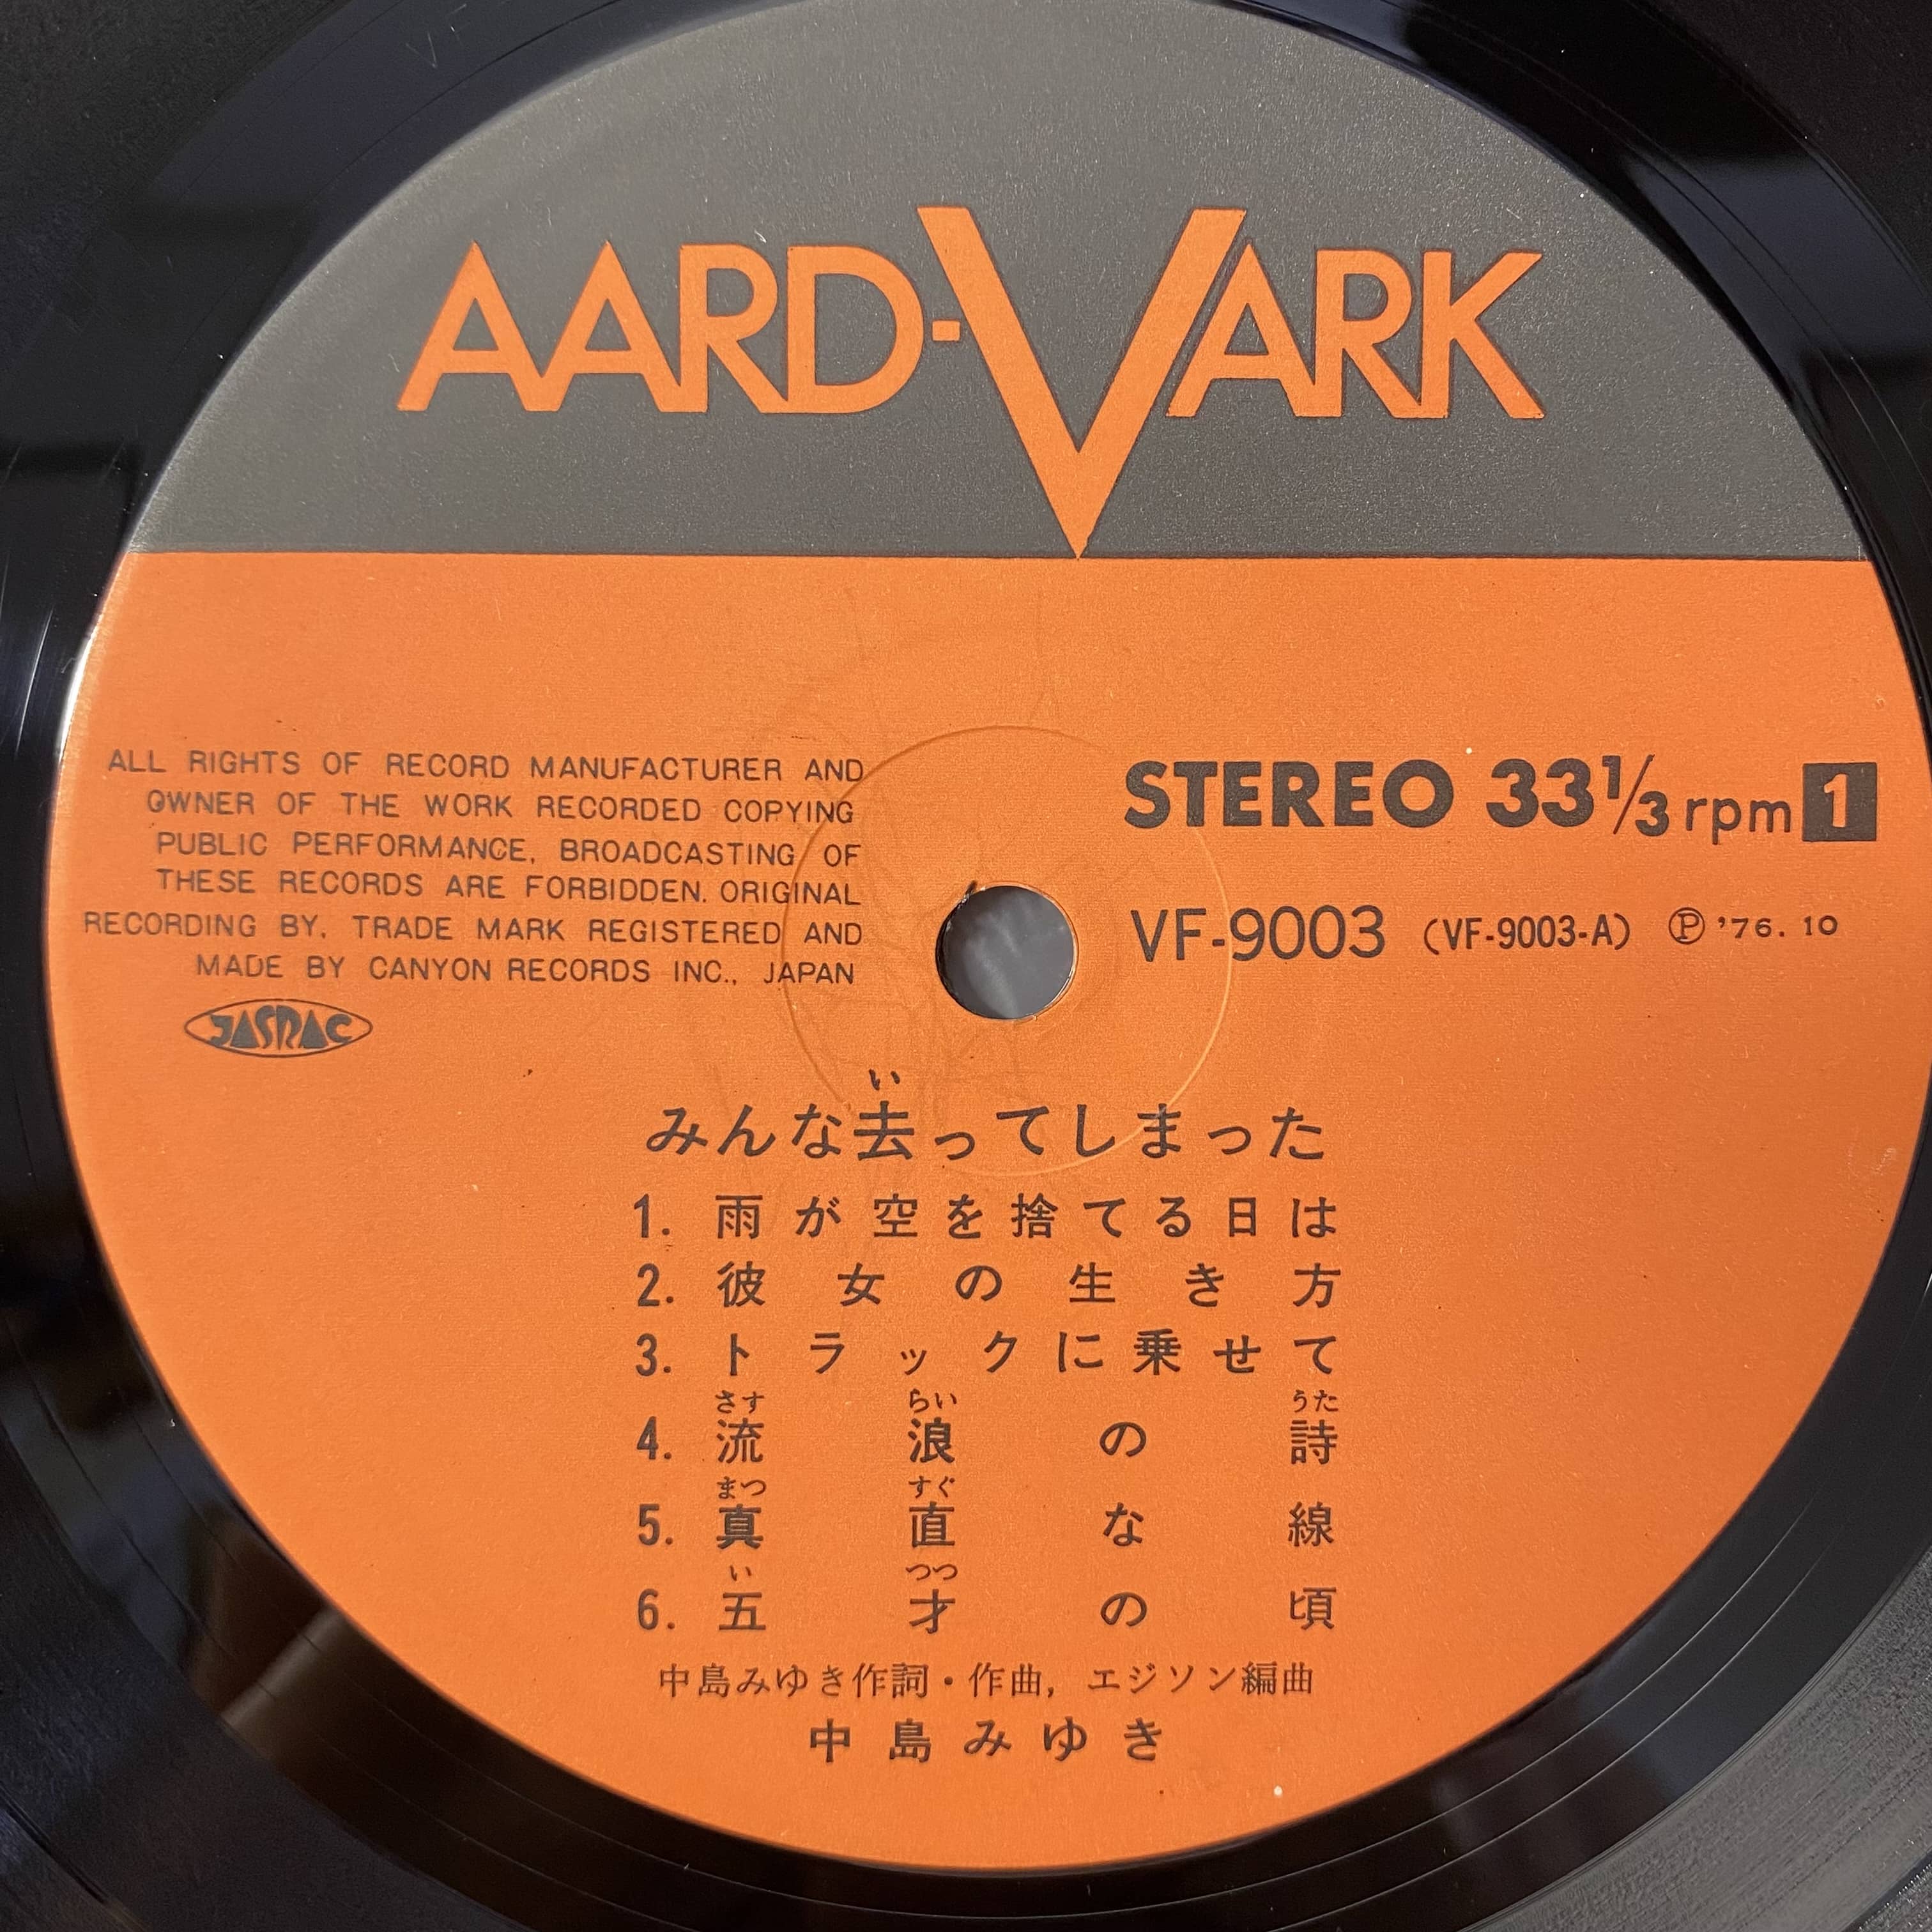 AARD-VARK
ALL RIGHTS OF RECORD MANUFACTURER AND
OWNER OF THE WORK RECORDED COPYING
PUBLIC PERFORMANCE, BROADCASTING OF
THESE RECORDS ARE FORBIDDEN. ORIGINAL
RECORDING BY. TRADE MARK REGISTERED AND
MADE BY CANYON RECORDS INC., JAPAN
JASRAC
STEREO 33 1/3 rpm 1
VF-9003 (VF-9003-A) Ⓟ '76. 10
い
みんな去ってしまった
1. 雨が空を捨てる日は
2. 彼女の生き方
3. トラックに乗せて
さす らい うた
4. 流浪の詩
まつ すぐ
5. 真直な線
い つつ
6. 五才の頃
中島みゆき作詞・作曲, エジソン編曲
中島みゆき